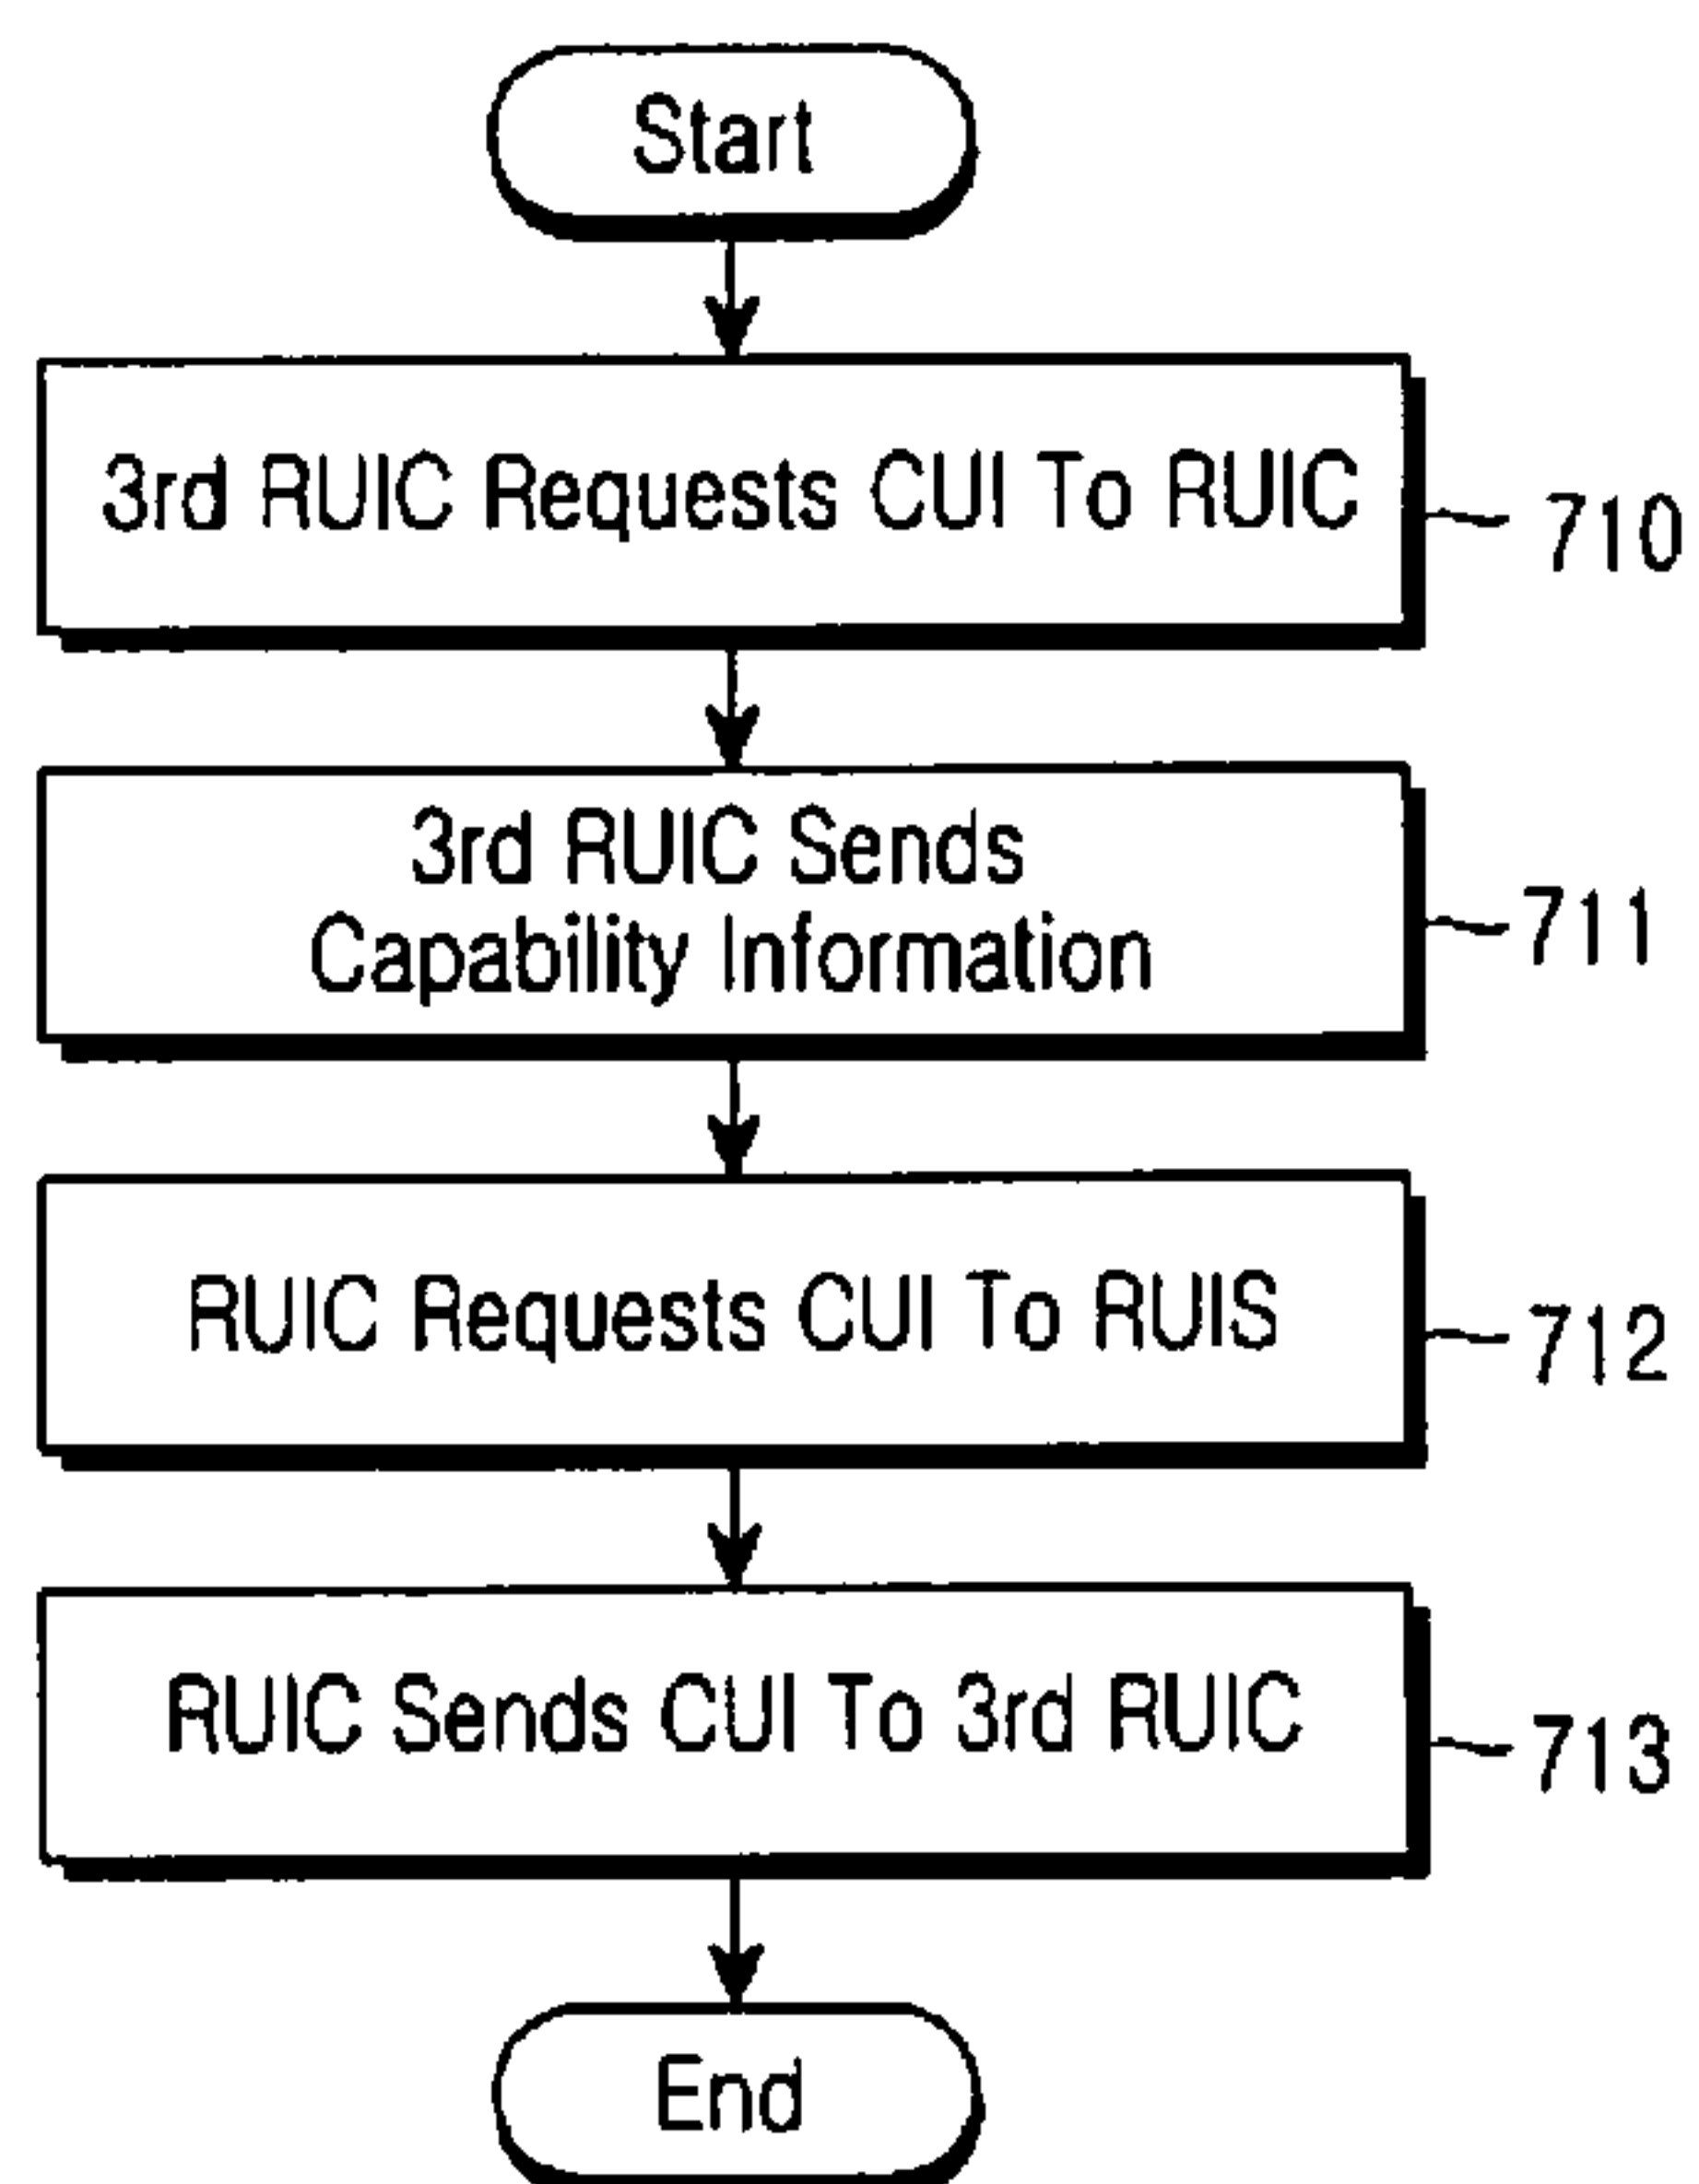 Start
3rd RUIC Requests CUI To RUIC
710
3rd RUIC Sends
Capability Information
711
RUIC Requests CUI To RUIS
712
RUIC Sends CUI To 3rd RUIC
713
End